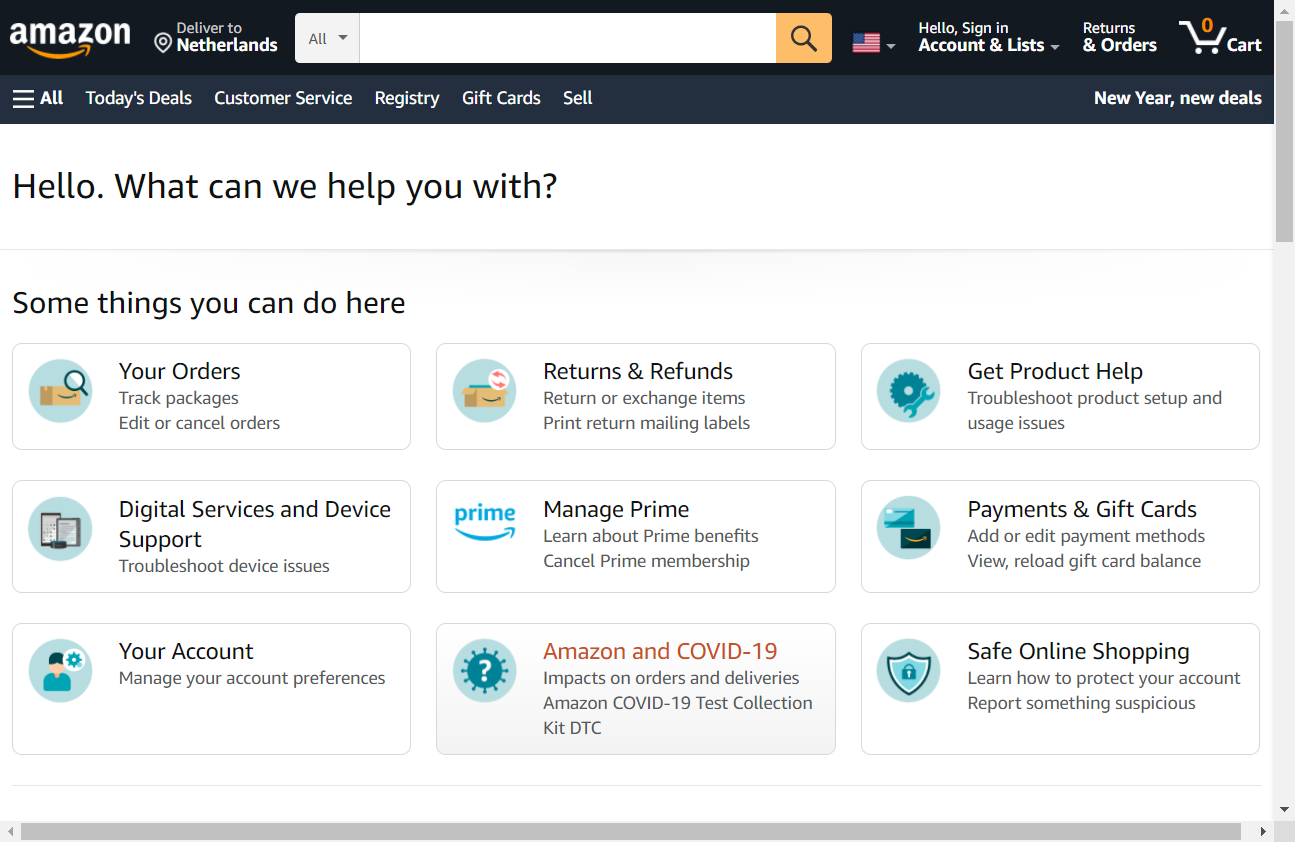 amazon
Deliver to
Netherlands
All
Hello, Sign in
Account & Lists
Returns
& Orders
0
Cart
All
Today's Deals
Customer Service
Registry
Gift Cards
Sell
New Year, new deals
Hello. What can we help you with?
Some things you can do here
Your Orders
Track packages
Edit or cancel orders
Returns & Refunds
Return or exchange items
Print return mailing labels
Get Product Help
Troubleshoot product setup and
usage issues
Digital Services and Device
Support
Troubleshoot device issues
prime
Manage Prime
Learn about Prime benefits
Cancel Prime membership
Payments & Gift Cards
Add or edit payment methods
View, reload gift card balance
Your Account
Manage your account preferences
?
Amazon and COVID-19
Impacts on orders and deliveries
Amazon COVID-19 Test Collection
Kit DTC
Safe Online Shopping
Learn how to protect your account
Report something suspicious